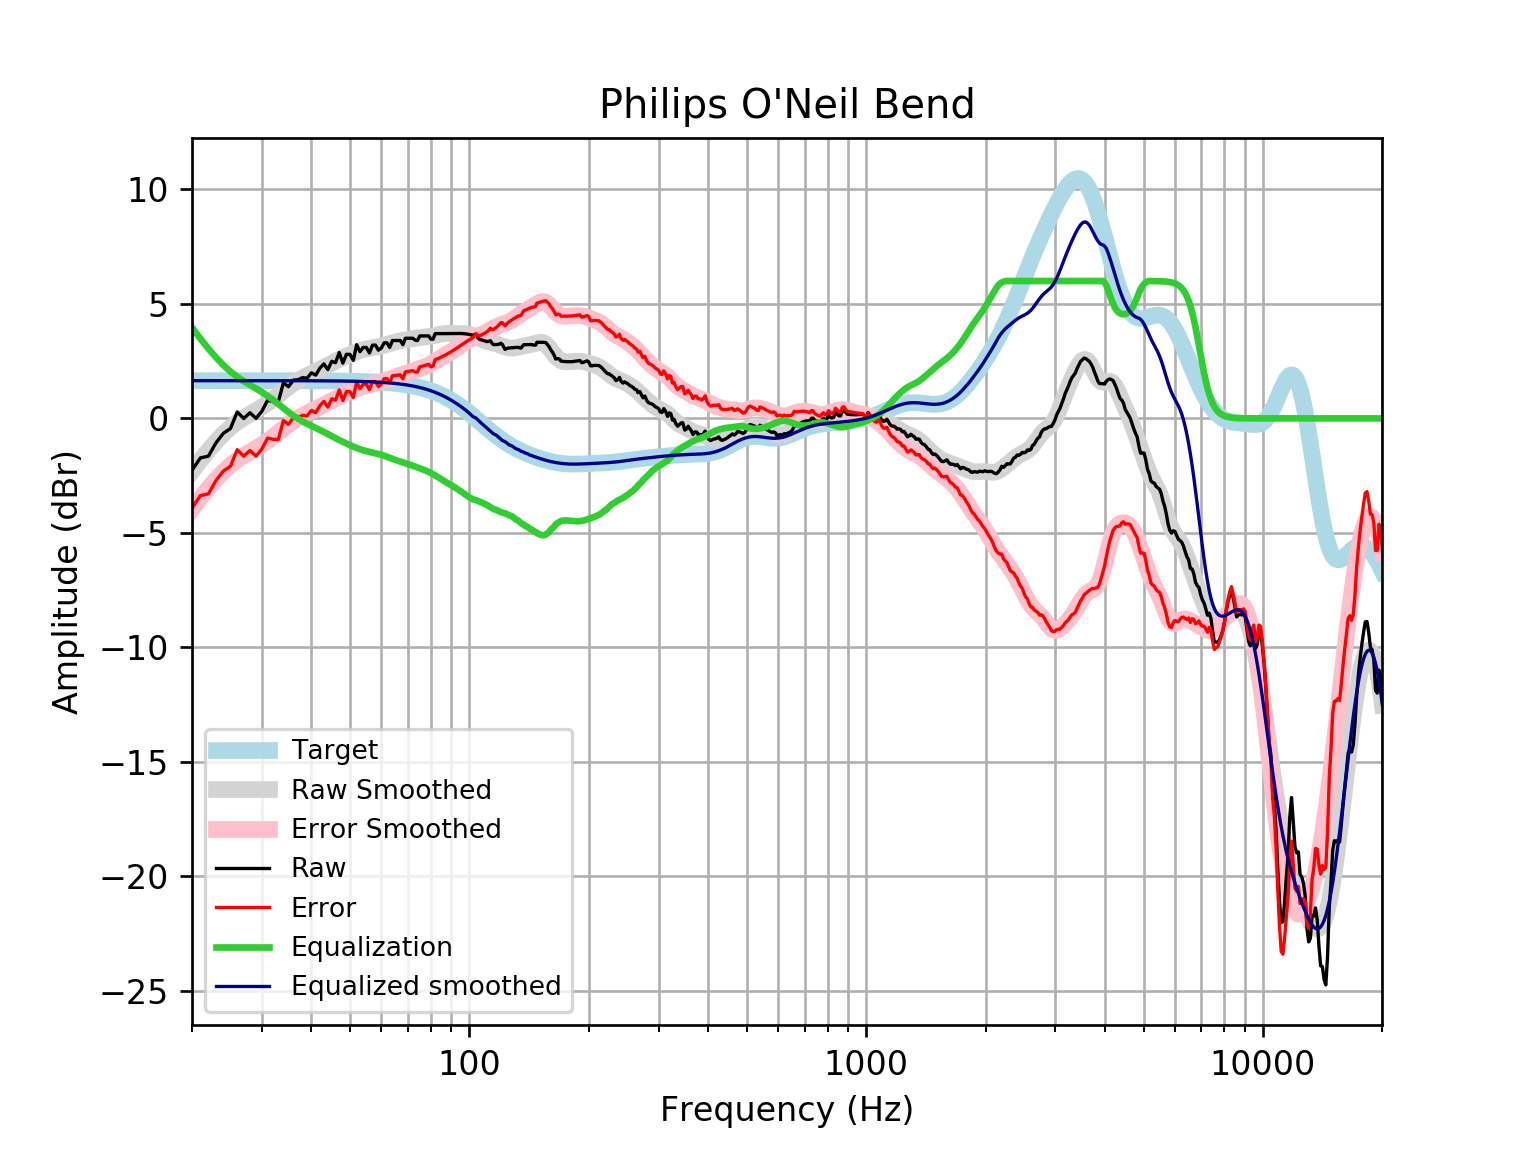 Philips O'Neil Bend
Amplitude (dBr)
10
5
0
−5
−10
−15
−20
−25
Target
Raw Smoothed
Error Smoothed
Raw
Error
Equalization
Equalized smoothed
100
1000
10000
Frequency (Hz)